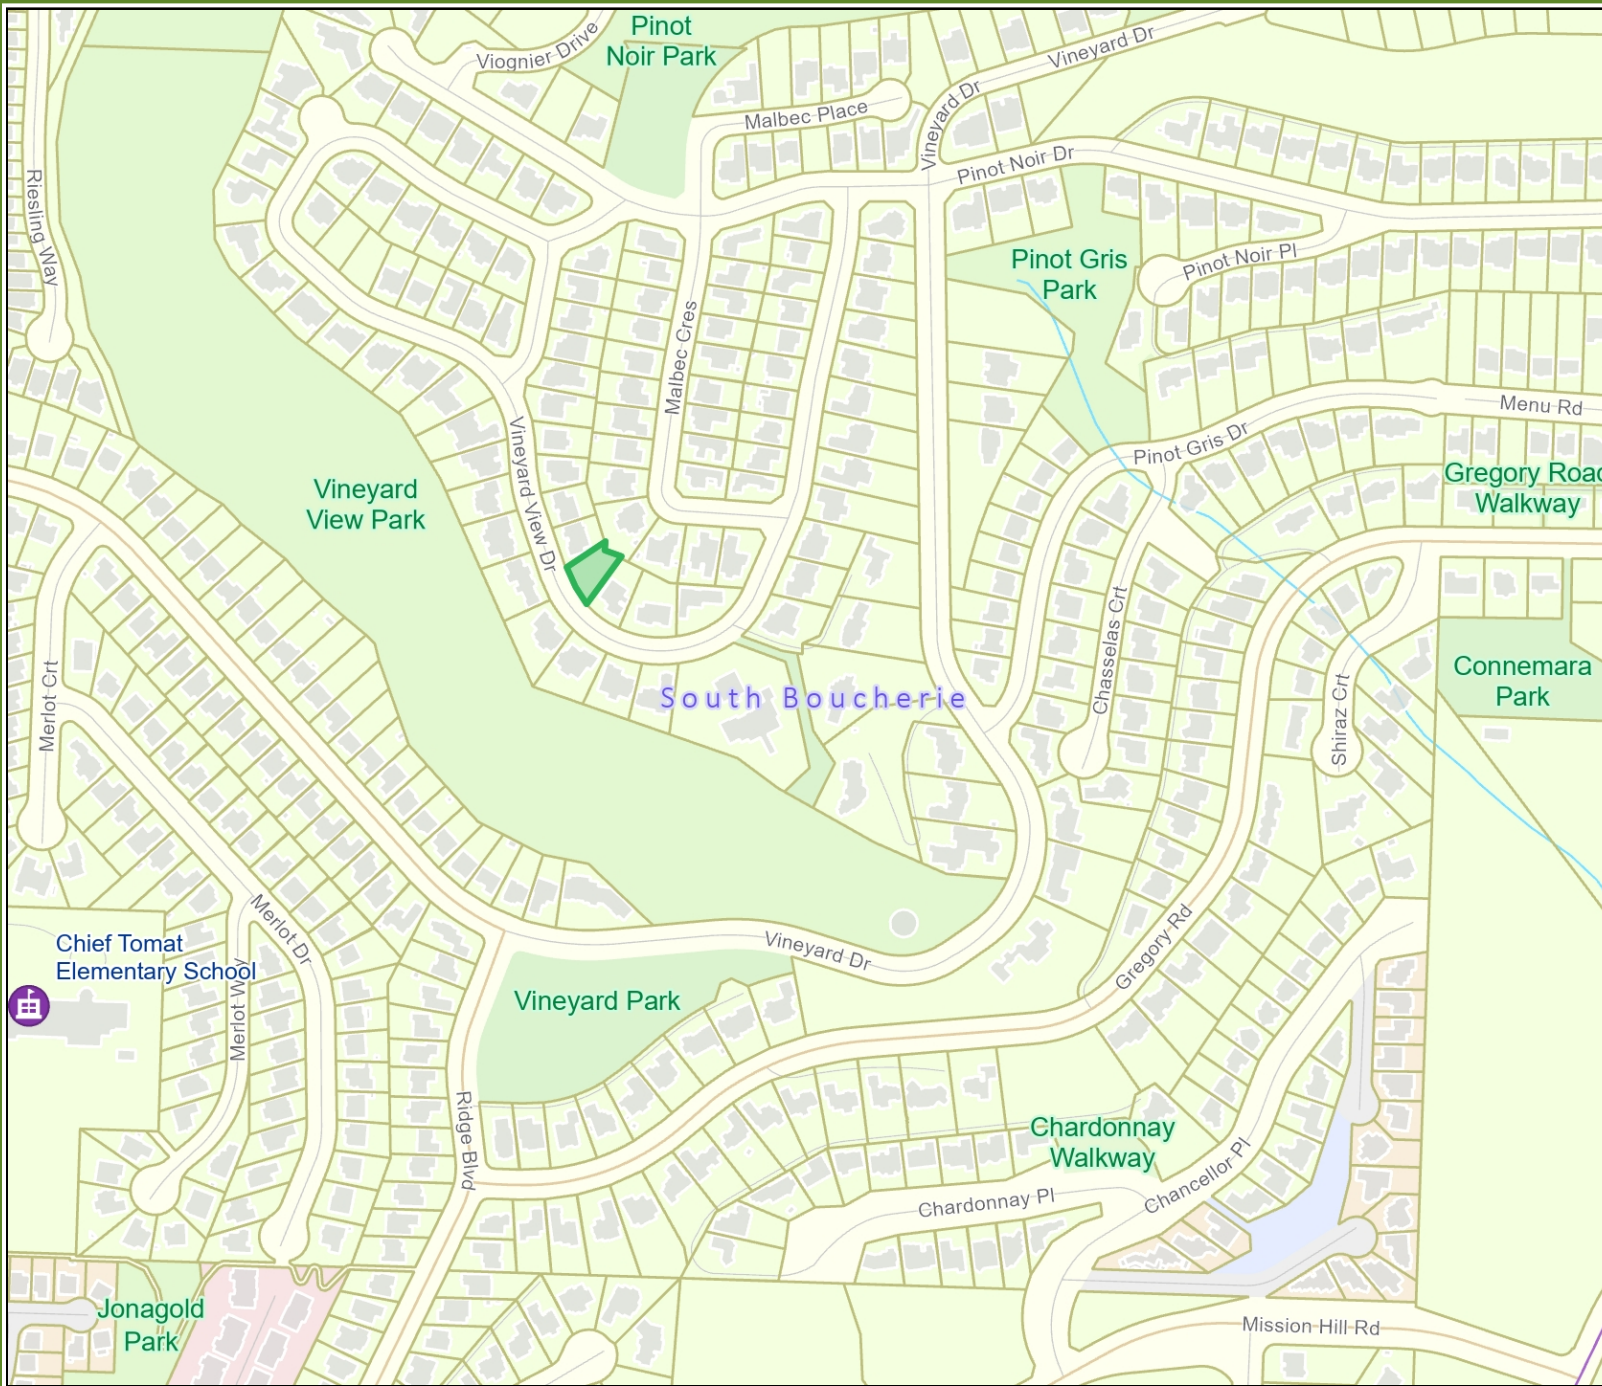 Pinot
Noir Park
Viognier Drive
Vineyard Dr
Malbec Place
Vineyard Dr
Pinot Noir Dr
Riesling Way
Pinot Gris
Park
Pinot Noir Pl
Malbec Cres
Menu Rd
Pinot Gris Dr
Vineyard View Dr
Vineyard
View Park
Gregory Road
Walkway
Chasselas Crt
Connemara
Park
Merlot Crt
South Boucherie
Shiraz Crt
Merlot Dr
Chief Tomat
Elementary School
Vineyard Dr
Gregory Rd
Vineyard Park
Merlot Way
Ridge Blvd
Chardonnay
Walkway
Chancellor Pl
Chardonnay Pl
Jonagold
Park
Mission Hill Rd